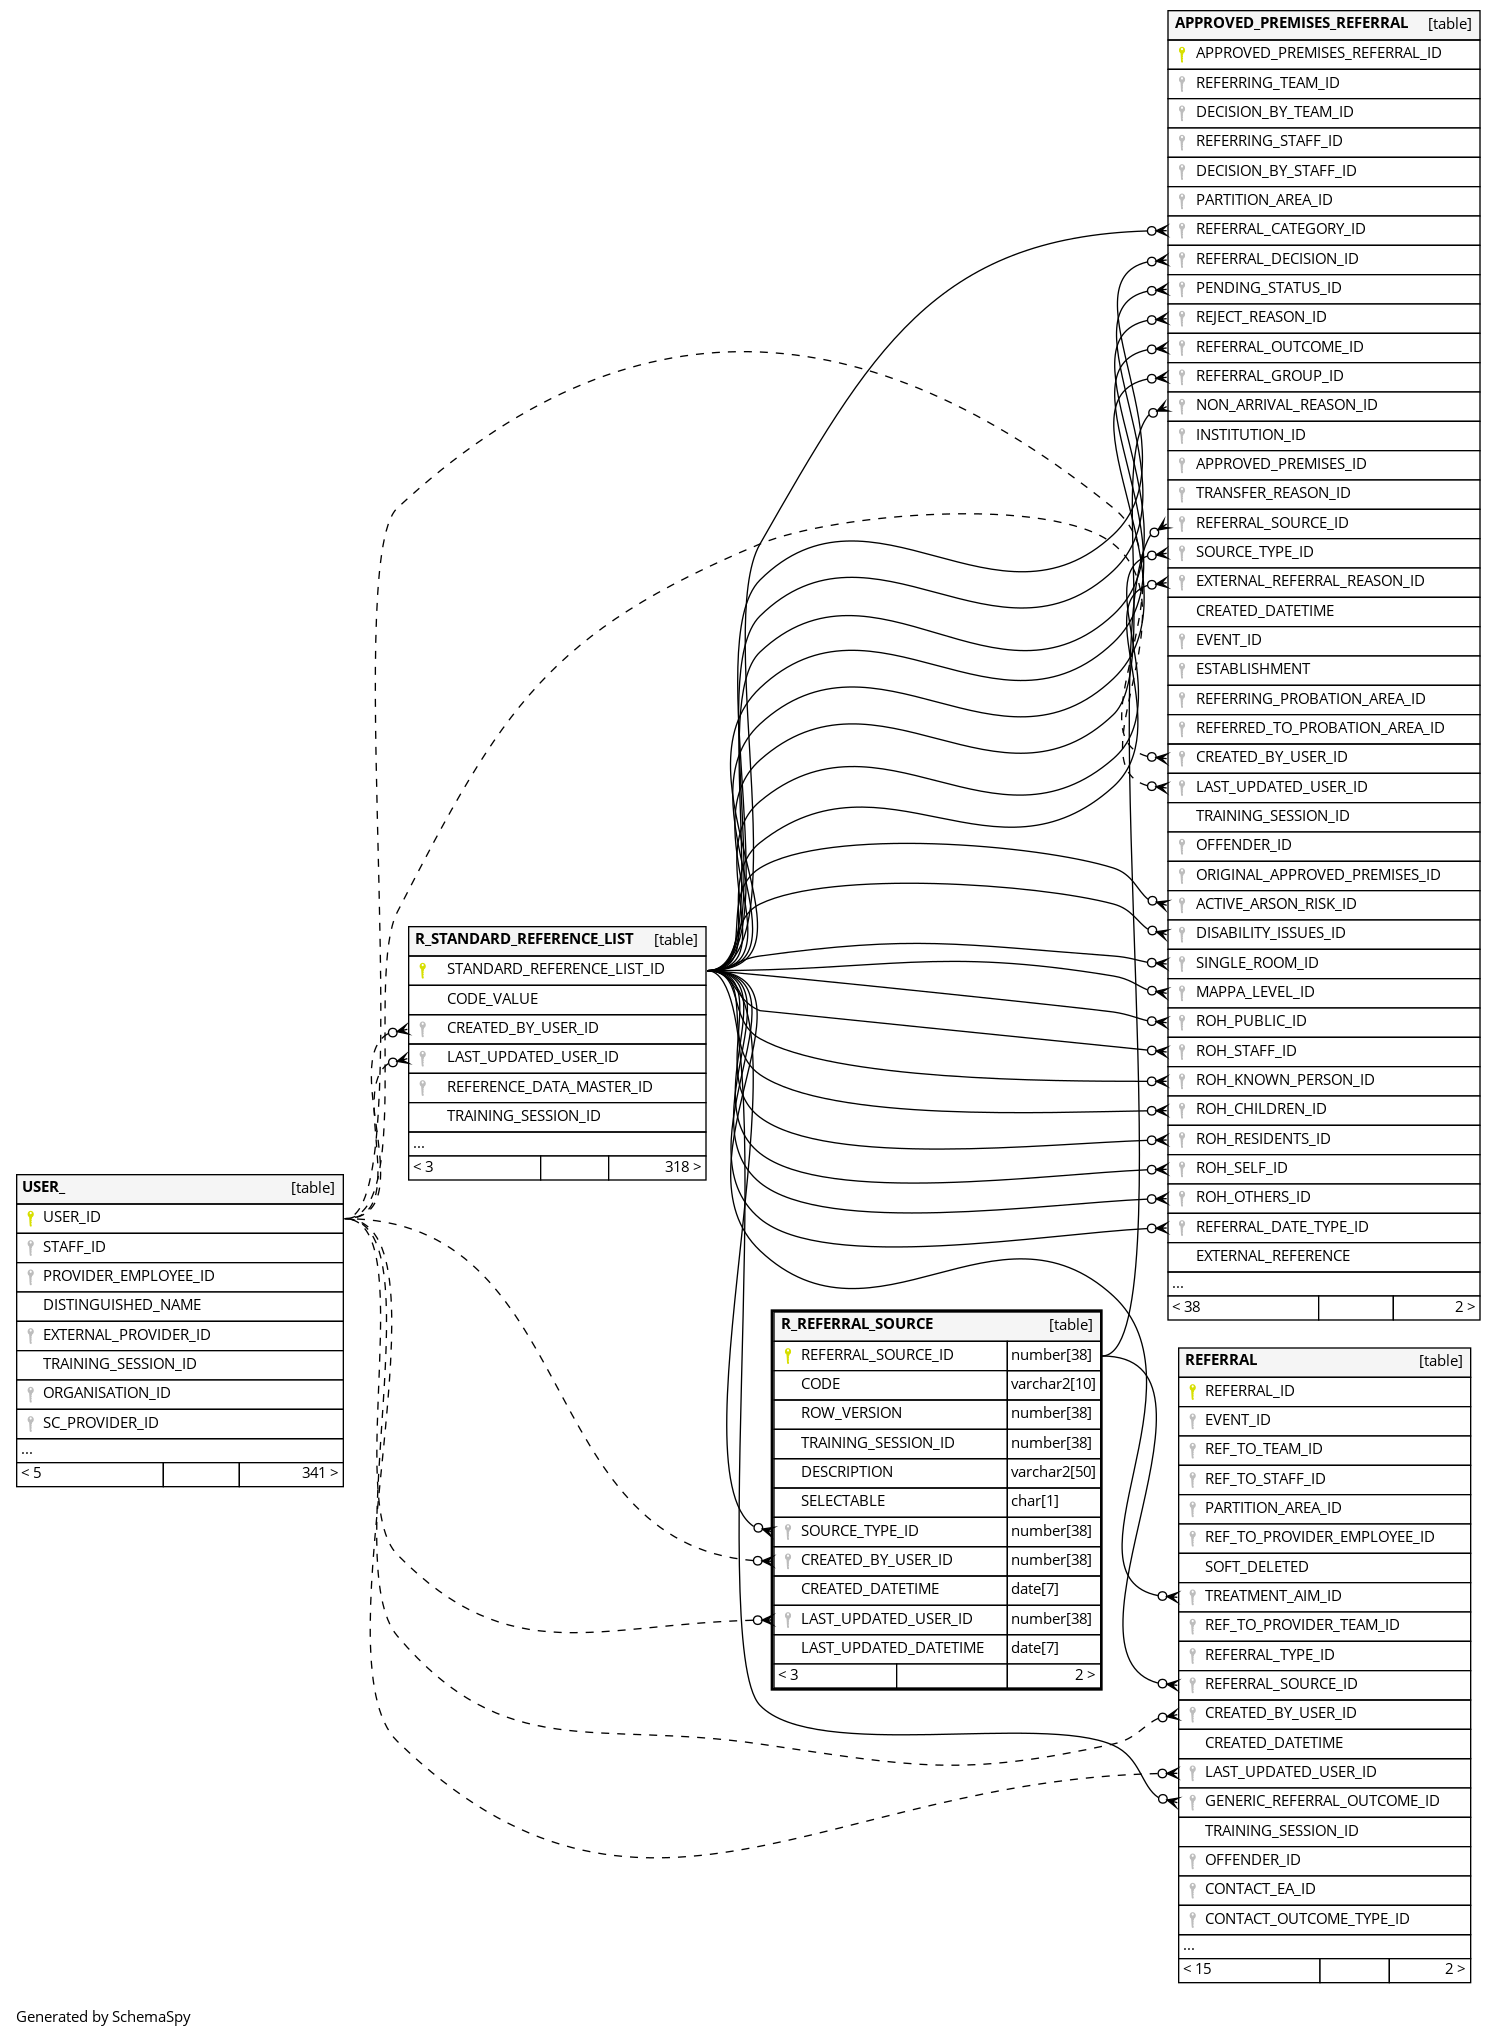 APPROVED_PREMISES_REFERRAL [table]
APPROVED_PREMISES_REFERRAL_ID
REFERRING_TEAM_ID
DECISION_BY_TEAM_ID
REFERRING_STAFF_ID
DECISION_BY_STAFF_ID
PARTITION_AREA_ID
REFERRAL_CATEGORY_ID
REFERRAL_DECISION_ID
PENDING_STATUS_ID
REJECT_REASON_ID
REFERRAL_OUTCOME_ID
REFERRAL_GROUP_ID
NON_ARRIVAL_REASON_ID
INSTITUTION_ID
APPROVED_PREMISES_ID
TRANSFER_REASON_ID
REFERRAL_SOURCE_ID
SOURCE_TYPE_ID
EXTERNAL_REFERRAL_REASON_ID
CREATED_DATETIME
EVENT_ID
ESTABLISHMENT
REFERRING_PROBATION_AREA_ID
REFERRED_TO_PROBATION_AREA_ID
CREATED_BY_USER_ID
LAST_UPDATED_USER_ID
TRAINING_SESSION_ID
OFFENDER_ID
ORIGINAL_APPROVED_PREMISES_ID
ACTIVE_ARSON_RISK_ID
DISABILITY_ISSUES_ID
SINGLE_ROOM_ID
MAPPA_LEVEL_ID
ROH_PUBLIC_ID
ROH_STAFF_ID
ROH_KNOWN_PERSON_ID
ROH_CHILDREN_ID
ROH_RESIDENTS_ID
ROH_SELF_ID
ROH_OTHERS_ID
REFERRAL_DATE_TYPE_ID
EXTERNAL_REFERENCE
...
< 38 2 >
R_STANDARD_REFERENCE_LIST [table]
STANDARD_REFERENCE_LIST_ID
CODE_VALUE
CREATED_BY_USER_ID
LAST_UPDATED_USER_ID
REFERENCE_DATA_MASTER_ID
TRAINING_SESSION_ID
...
< 3 318 >
USER_ [table]
USER_ID
STAFF_ID
PROVIDER_EMPLOYEE_ID
DISTINGUISHED_NAME
EXTERNAL_PROVIDER_ID
TRAINING_SESSION_ID
ORGANISATION_ID
SC_PROVIDER_ID
...
< 5 341 >
R_REFERRAL_SOURCE [table]
REFERRAL_SOURCE_ID number[38]
CODE varchar2[10]
ROW_VERSION number[38]
TRAINING_SESSION_ID number[38]
DESCRIPTION varchar2[50]
SELECTABLE char[1]
SOURCE_TYPE_ID number[38]
CREATED_BY_USER_ID number[38]
CREATED_DATETIME date[7]
LAST_UPDATED_USER_ID number[38]
LAST_UPDATED_DATETIME date[7]
< 3 2 >
REFERRAL [table]
REFERRAL_ID
EVENT_ID
REF_TO_TEAM_ID
REF_TO_STAFF_ID
PARTITION_AREA_ID
REF_TO_PROVIDER_EMPLOYEE_ID
SOFT_DELETED
TREATMENT_AIM_ID
REF_TO_PROVIDER_TEAM_ID
REFERRAL_TYPE_ID
REFERRAL_SOURCE_ID
CREATED_BY_USER_ID
CREATED_DATETIME
LAST_UPDATED_USER_ID
GENERIC_REFERRAL_OUTCOME_ID
TRAINING_SESSION_ID
OFFENDER_ID
CONTACT_EA_ID
CONTACT_OUTCOME_TYPE_ID
...
< 15 2 >
Generated by SchemaSpy